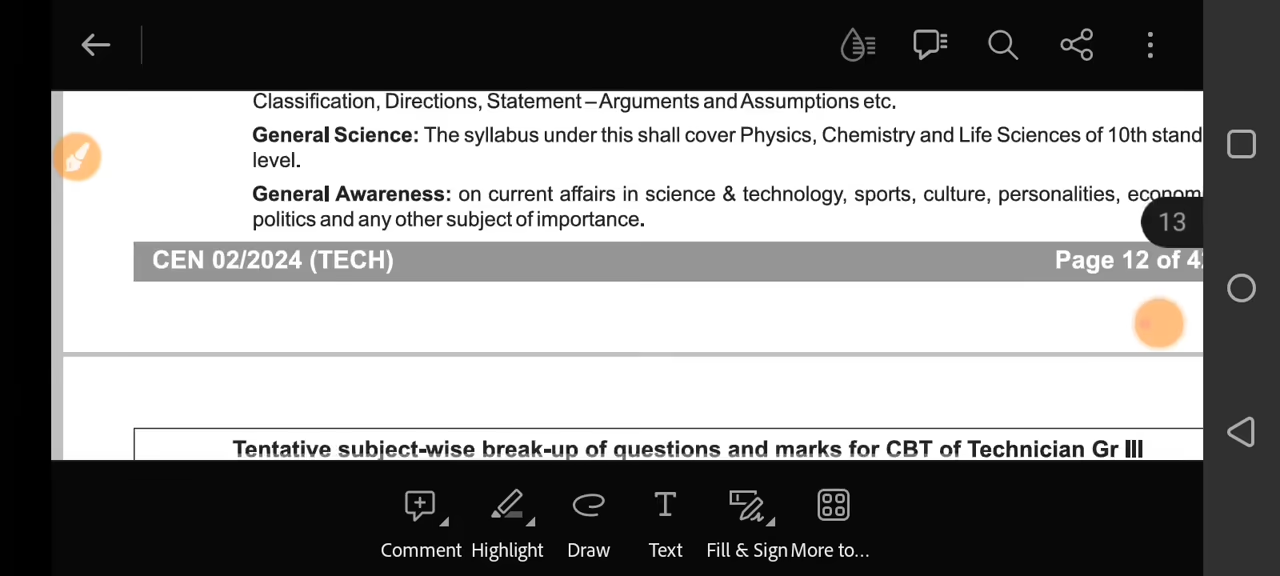 Classification, Directions, Statement – Arguments and Assumptions etc.
General Science: The syllabus under this shall cover Physics, Chemistry and Life Sciences of 10th stand
level.
General Awareness: on current affairs in science & technology, sports, culture, personalities, econom
politics and any other subject of importance.
13
CEN 02/2024 (TECH) Page 12 of 4
Tentative subject-wise break-up of questions and marks for CBT of Technician Gr III
Comment Highlight Draw Text Fill & Sign More to...